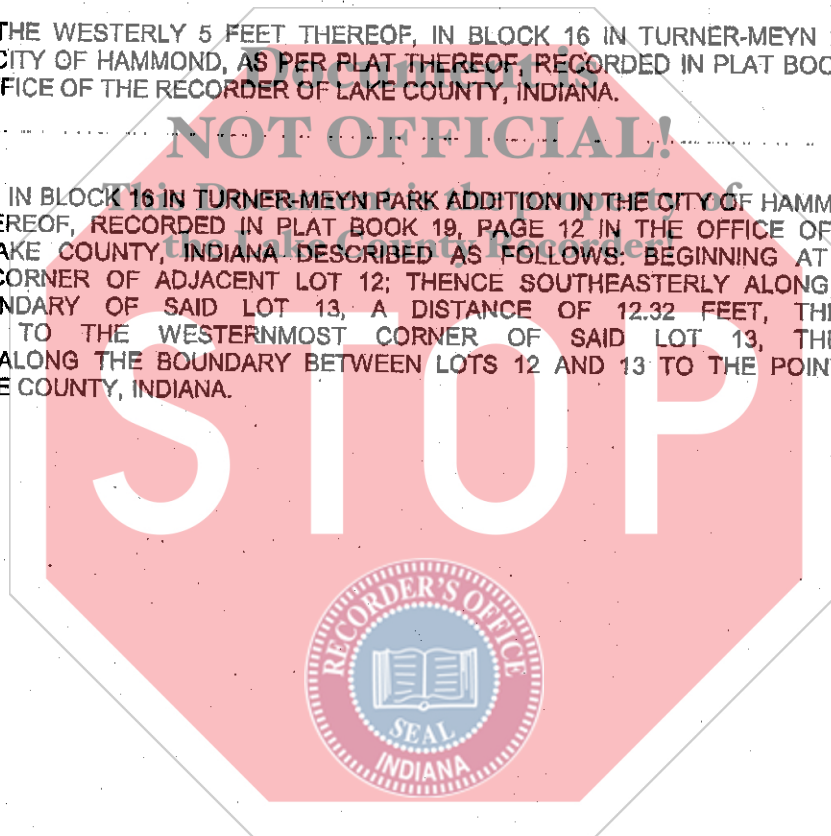 THE WESTERLY 5 FEET THEREOF, IN BLOCK 16 IN TURNER-MEYN
CITY OF HAMMOND, AS PER PLAT THEREOF, RECORDED IN PLAT BOO
FICE OF THE RECORDER OF LAKE COUNTY, INDIANA.
Document is
NOT OFFICIAL!
This Document is the property of
the Lake County Recorder!
IN BLOCK 16 IN TURNER-MEYN PARK ADDITION IN THE CITY OF HAMM
EREOF, RECORDED IN PLAT BOOK 19, PAGE 12 IN THE OFFICE OF
AKE COUNTY, INDIANA DESCRIBED AS FOLLOWS: BEGINNING AT
CORNER OF ADJACENT LOT 12; THENCE SOUTHEASTERLY ALONG
NDARY OF SAID LOT 13, A DISTANCE OF 12.32 FEET, THE
TO THE WESTERNMOST CORNER OF SAID LOT 13, THE
ALONG THE BOUNDARY BETWEEN LOTS 12 AND 13 TO THE POIN
E COUNTY, INDIANA.
STOP
RECORDER'S OFFICE
SEAL
INDIANA